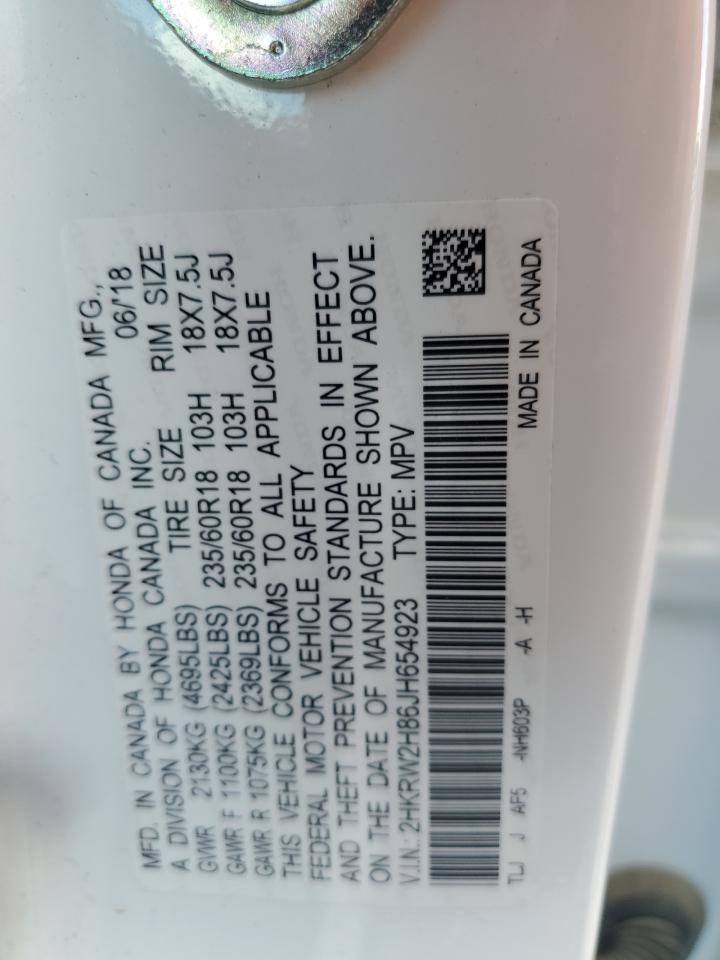 MFD. IN CANADA BY HONDA OF CANADA MFG.,
A DIVISION OF HONDA CANADA INC. 06/'18
GVWR 2130KG (4695LBS) TIRE SIZE RIM SIZE
GAWR F 1100KG (2425LBS) 235/60R18 103H 18X7.5J
GAWR R 1075KG (2369LBS) 235/60R18 103H 18X7.5J
THIS VEHICLE CONFORMS TO ALL APPLICABLE
FEDERAL MOTOR VEHICLE SAFETY
AND THEFT PREVENTION STANDARDS IN EFFECT
ON THE DATE OF MANUFACTURE SHOWN ABOVE.
V.I.N.: 2HKRW2H86JH654923 TYPE: MPV
TLJ J AF5 -NH603P -A -H MADE IN CANADA